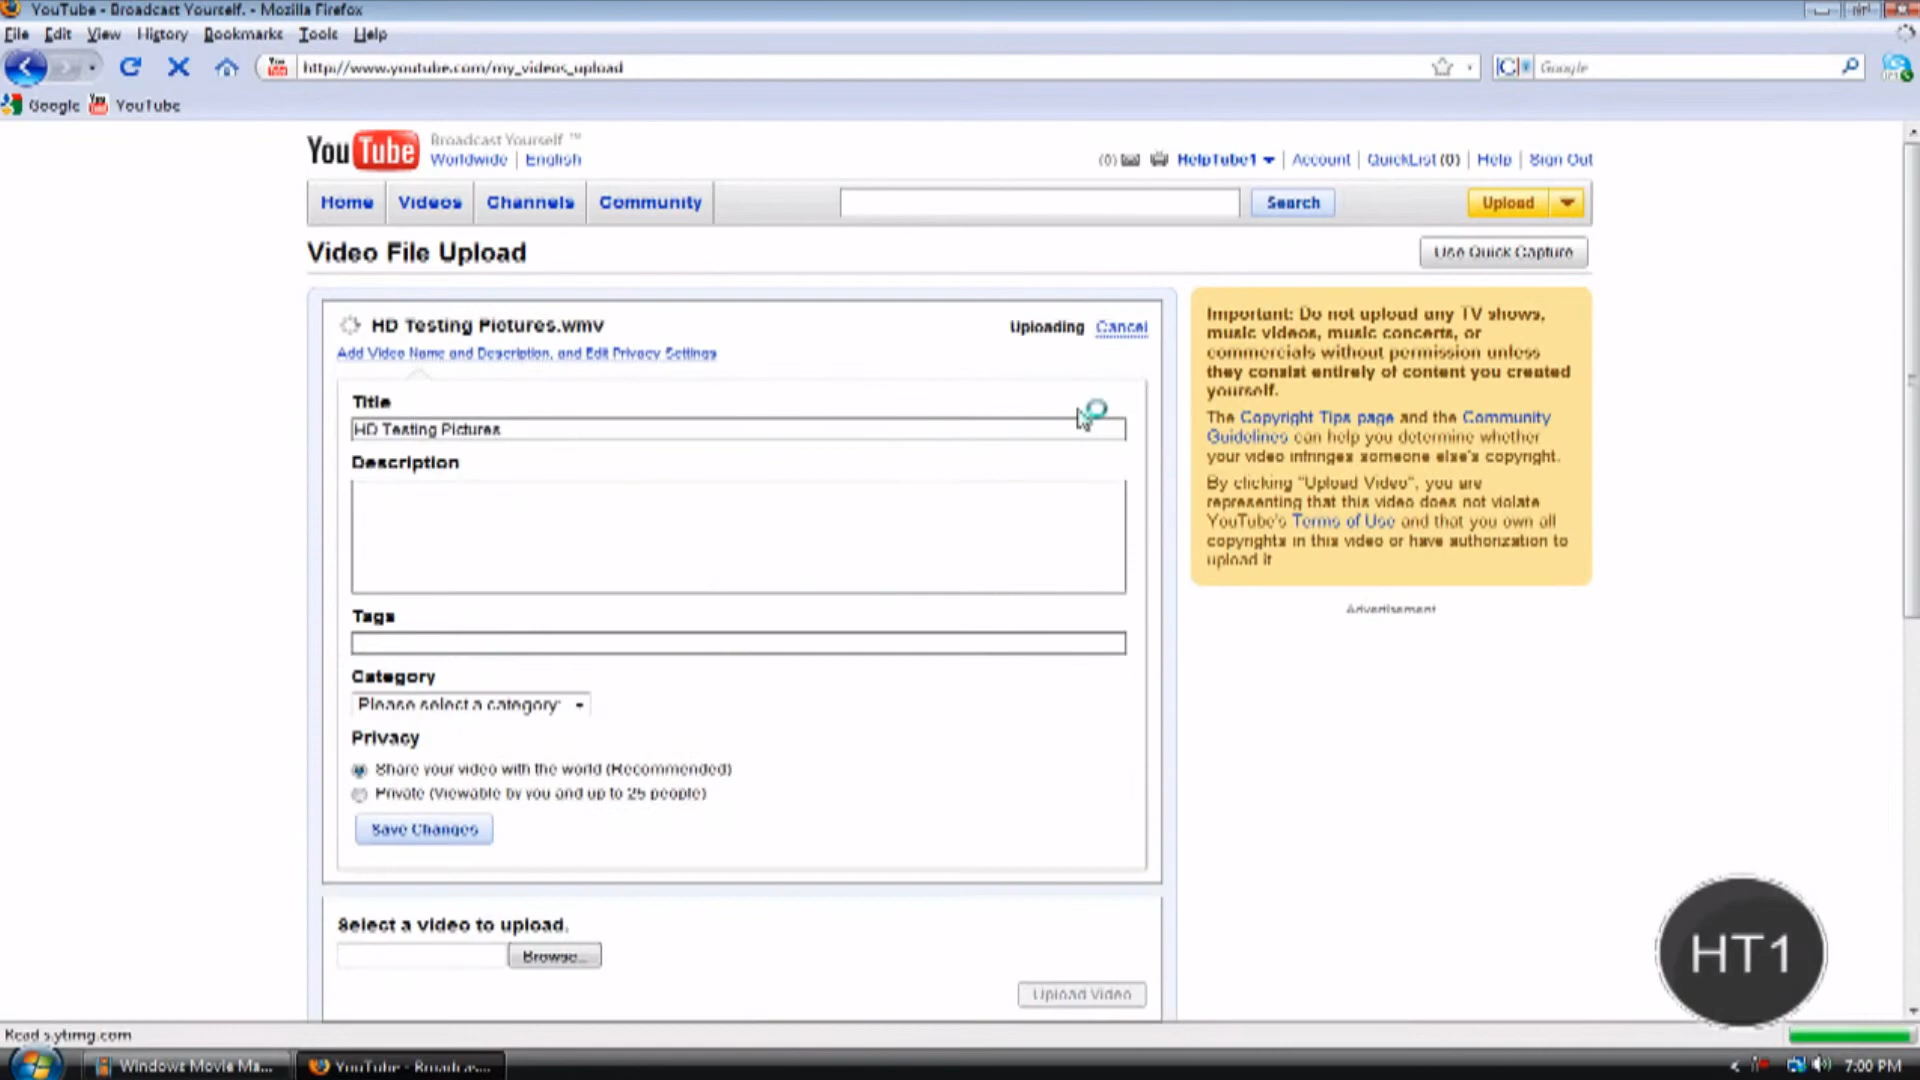 YouTube - Broadcast Yourself. - Mozilla Firefox
File Edit View History Bookmarks Tools Help
http://www.youtube.com/my_videos_upload
Google
Google YouTube
YouTube Broadcast Yourself ™
Worldwide | English
(0) HelpTube1 | Account | QuickList (0) | Help | Sign Out
Home Videos Channels Community Search Upload
Video File Upload
Use Quick Capture
HD Testing Pictures.wmv
Uploading Cancel
Add Video Name and Description, and Edit Privacy Settings
Title
HD Testing Pictures
Description
Tags
Category
Please select a category:
Privacy
Share your video with the world (Recommended)
Private (Viewable by you and up to 25 people)
Save Changes
Select a video to upload.
Browse...
Upload Video
Important: Do not upload any TV shows,
music videos, music concerts, or
commercials without permission unless
they consist entirely of content you created
yourself.
The Copyright Tips page and the Community
Guidelines can help you determine whether
your video infringes someone else's copyright.
By clicking "Upload Video", you are
representing that this video does not violate
YouTube's Terms of Use and that you own all
copyrights in this video or have authorization to
upload it
Advertisement
HT1
Read s.ytimg.com
Windows Movie Ma...
YouTube - Broadcas...
7:00 PM